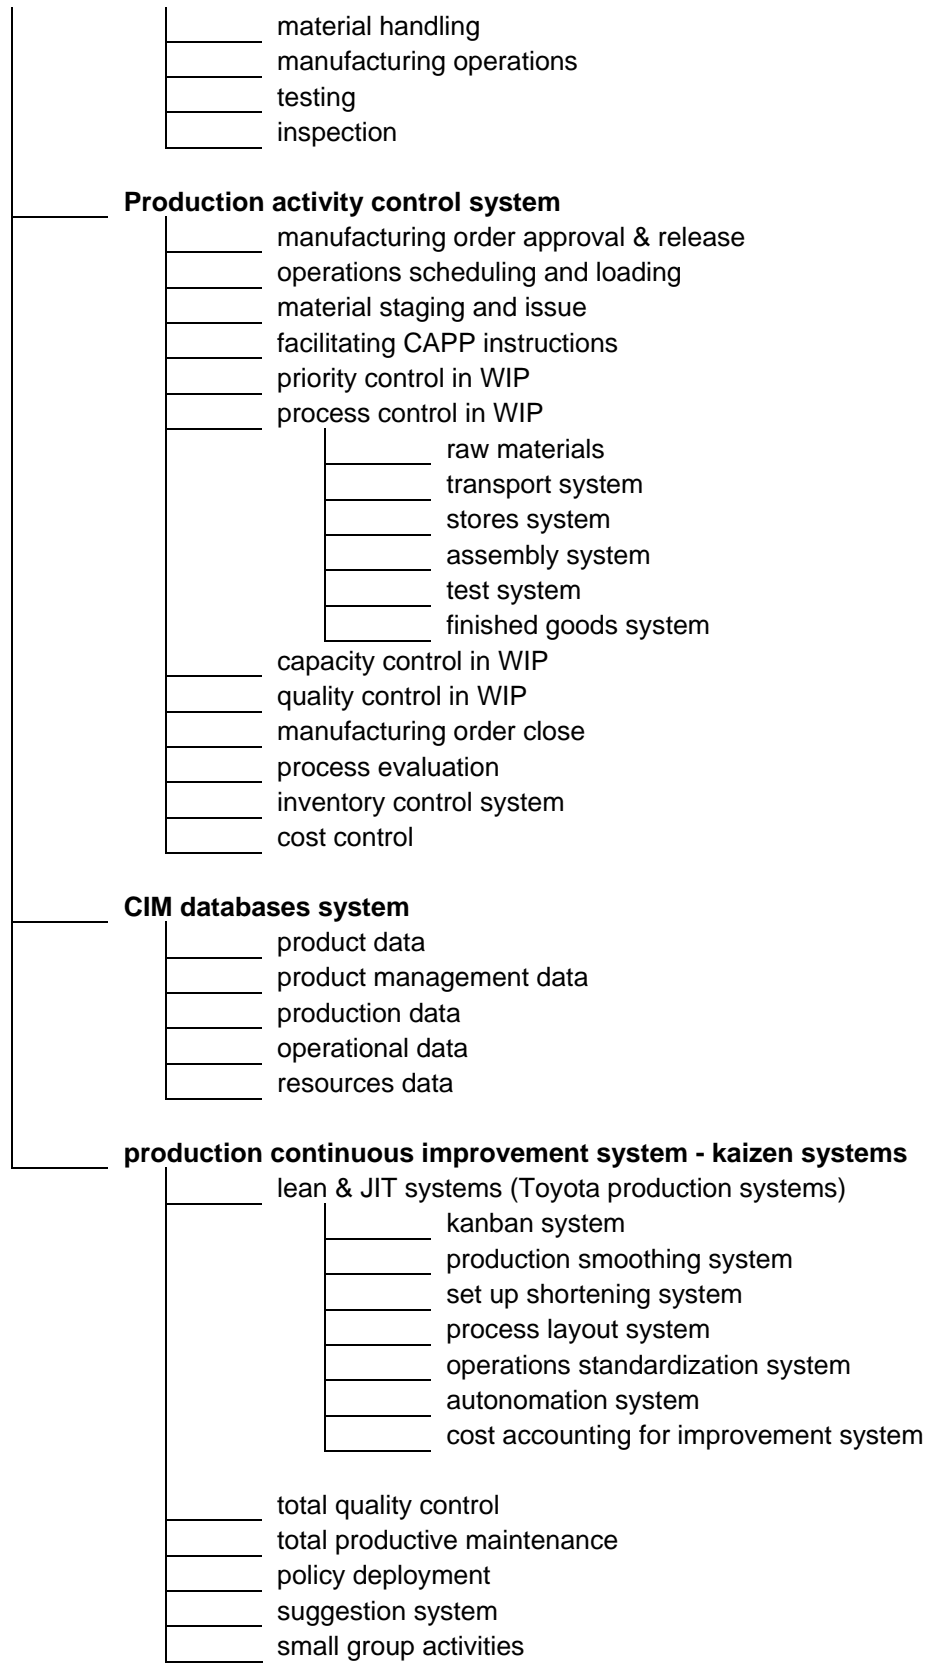 material handling
manufacturing operations
testing
inspection
Production activity control system
manufacturing order approval & release
operations scheduling and loading
material staging and issue
facilitating CAPP instructions
priority control in WIP
process control in WIP
raw materials
transport system
stores system
assembly system
test system
finished goods system
capacity control in WIP
quality control in WIP
manufacturing order close
process evaluation
inventory control system
cost control
CIM databases system
product data
product management data
production data
operational data
resources data
production continuous improvement system - kaizen systems
lean & JIT systems (Toyota production systems)
kanban system
production smoothing system
set up shortening system
process layout system
operations standardization system
autonomation system
cost accounting for improvement system
total quality control
total productive maintenance
policy deployment
suggestion system
small group activities